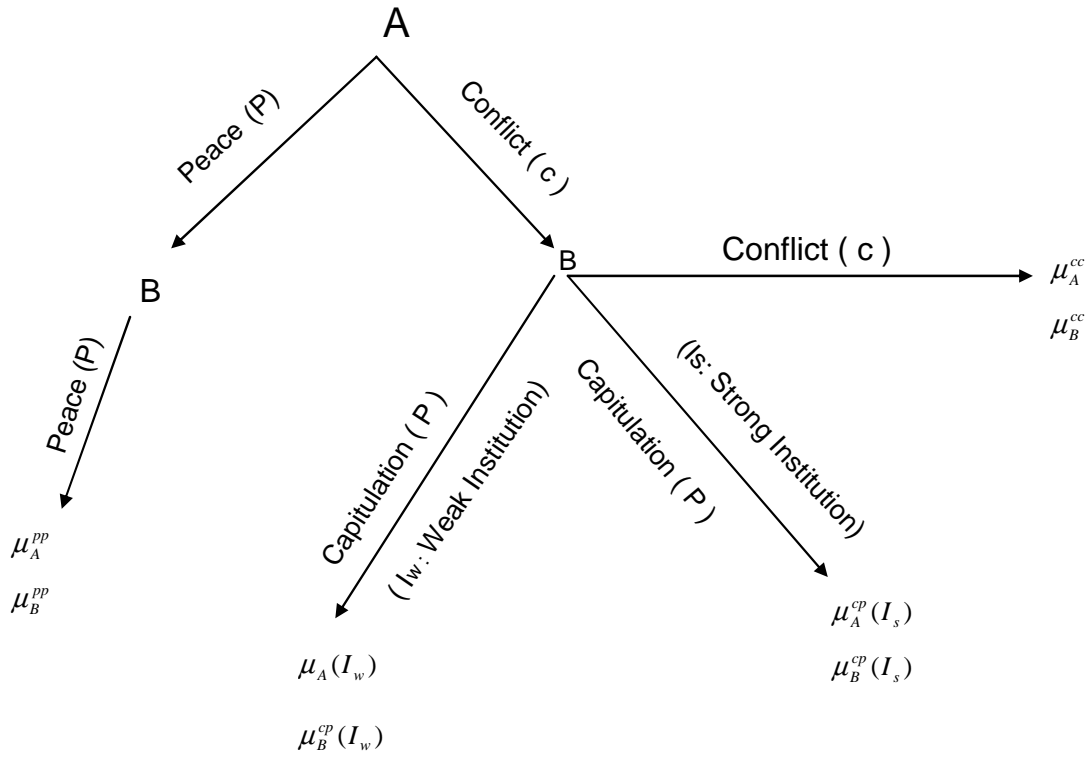 A
Peace (P)
Conflict ( c )
B
Peace (P)
μ_A^{pp}
μ_B^{pp}
B
Conflict ( c )
μ_A^{cc}
μ_B^{cc}
Capitulation ( P )
( Iw: Weak Institution)
μ_A(I_w)
μ_B^{cp}(I_w)
(Is: Strong Institution)
Capitulation ( P )
μ_A^{cp}(I_s)
μ_B^{cp}(I_s)